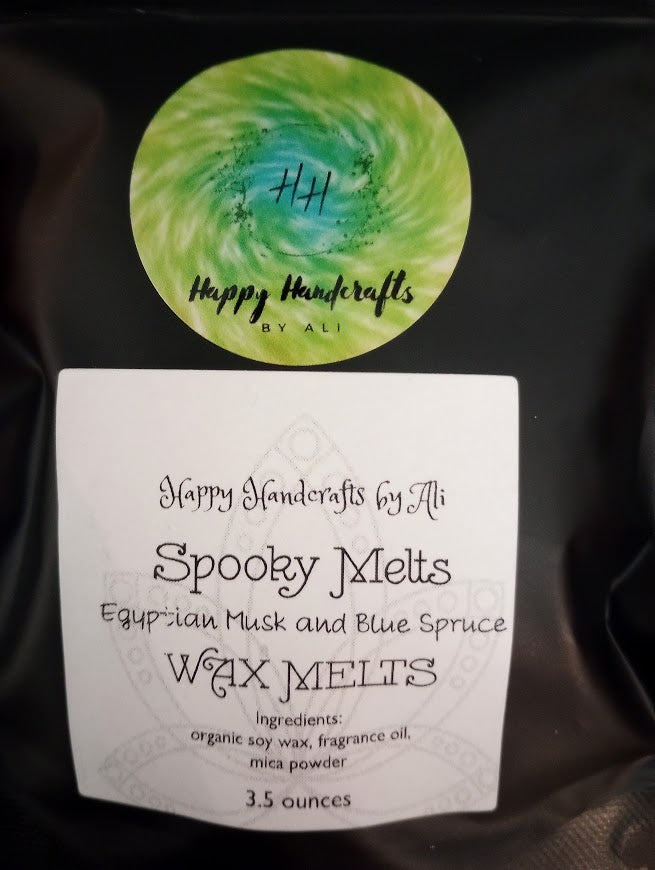 HH
Happy Handcrafts
BY ALI
Happy Handcrafts by Ali
Spooky Melts
Egyptian Musk and Blue Spruce
WAX MELTS
Ingredients:
organic soy wax, fragrance oil,
mica powder
3.5 ounces